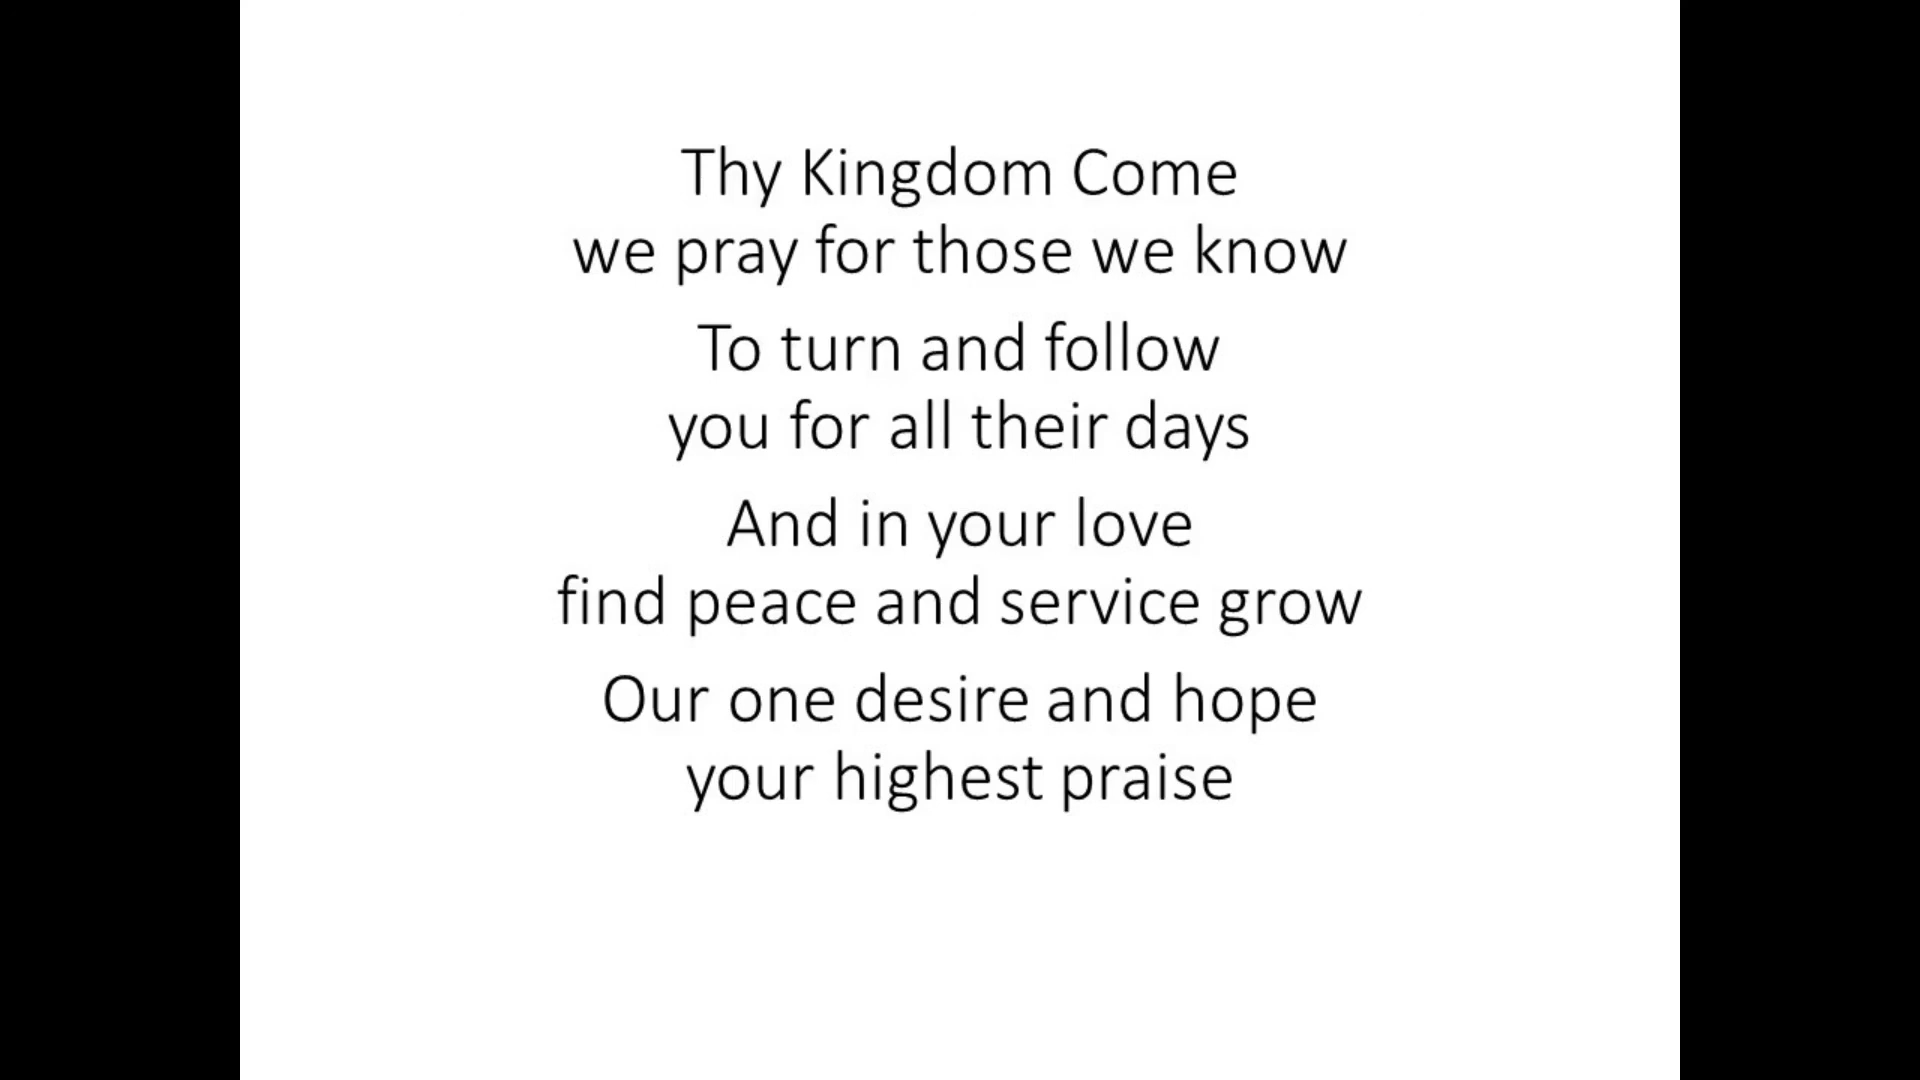 Thy Kingdom Come
we pray for those we know
To turn and follow
you for all their days
And in your love
find peace and service grow
Our one desire and hope
your highest praise